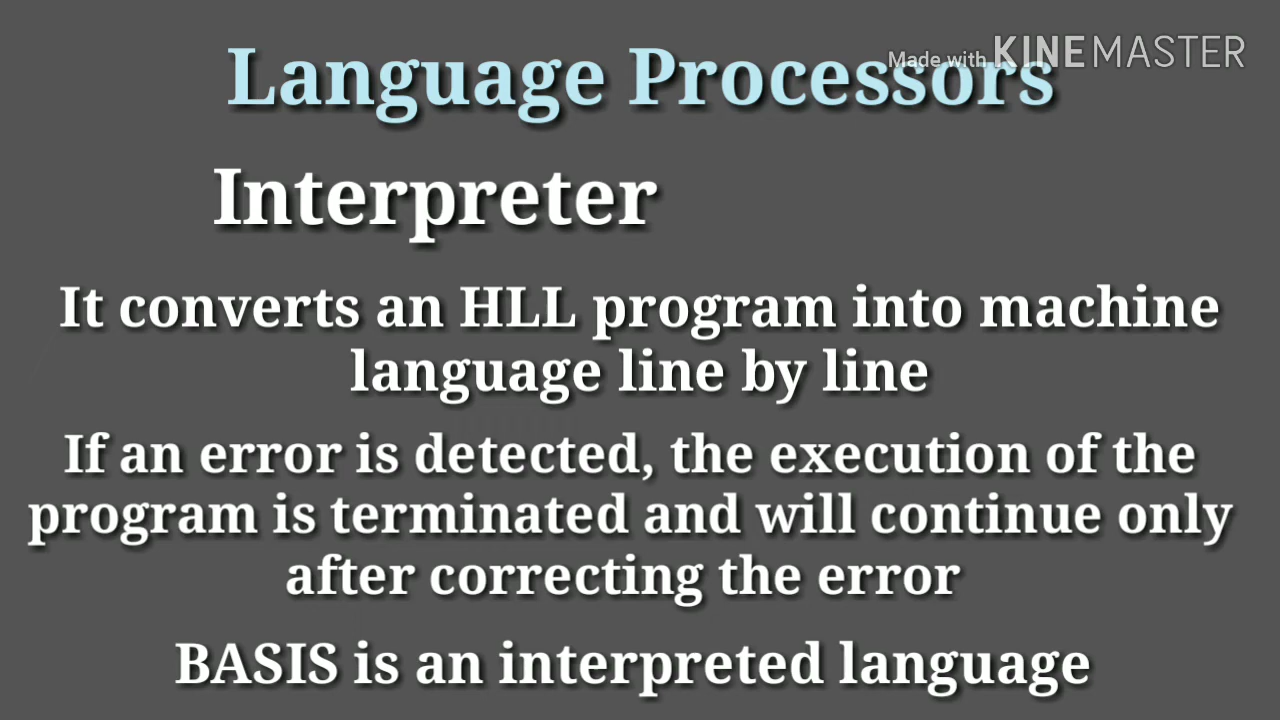 Made with KINEMASTER
Language Processors
Interpreter
It converts an HLL program into machine
language line by line
If an error is detected, the execution of the
program is terminated and will continue only
after correcting the error
BASIS is an interpreted language